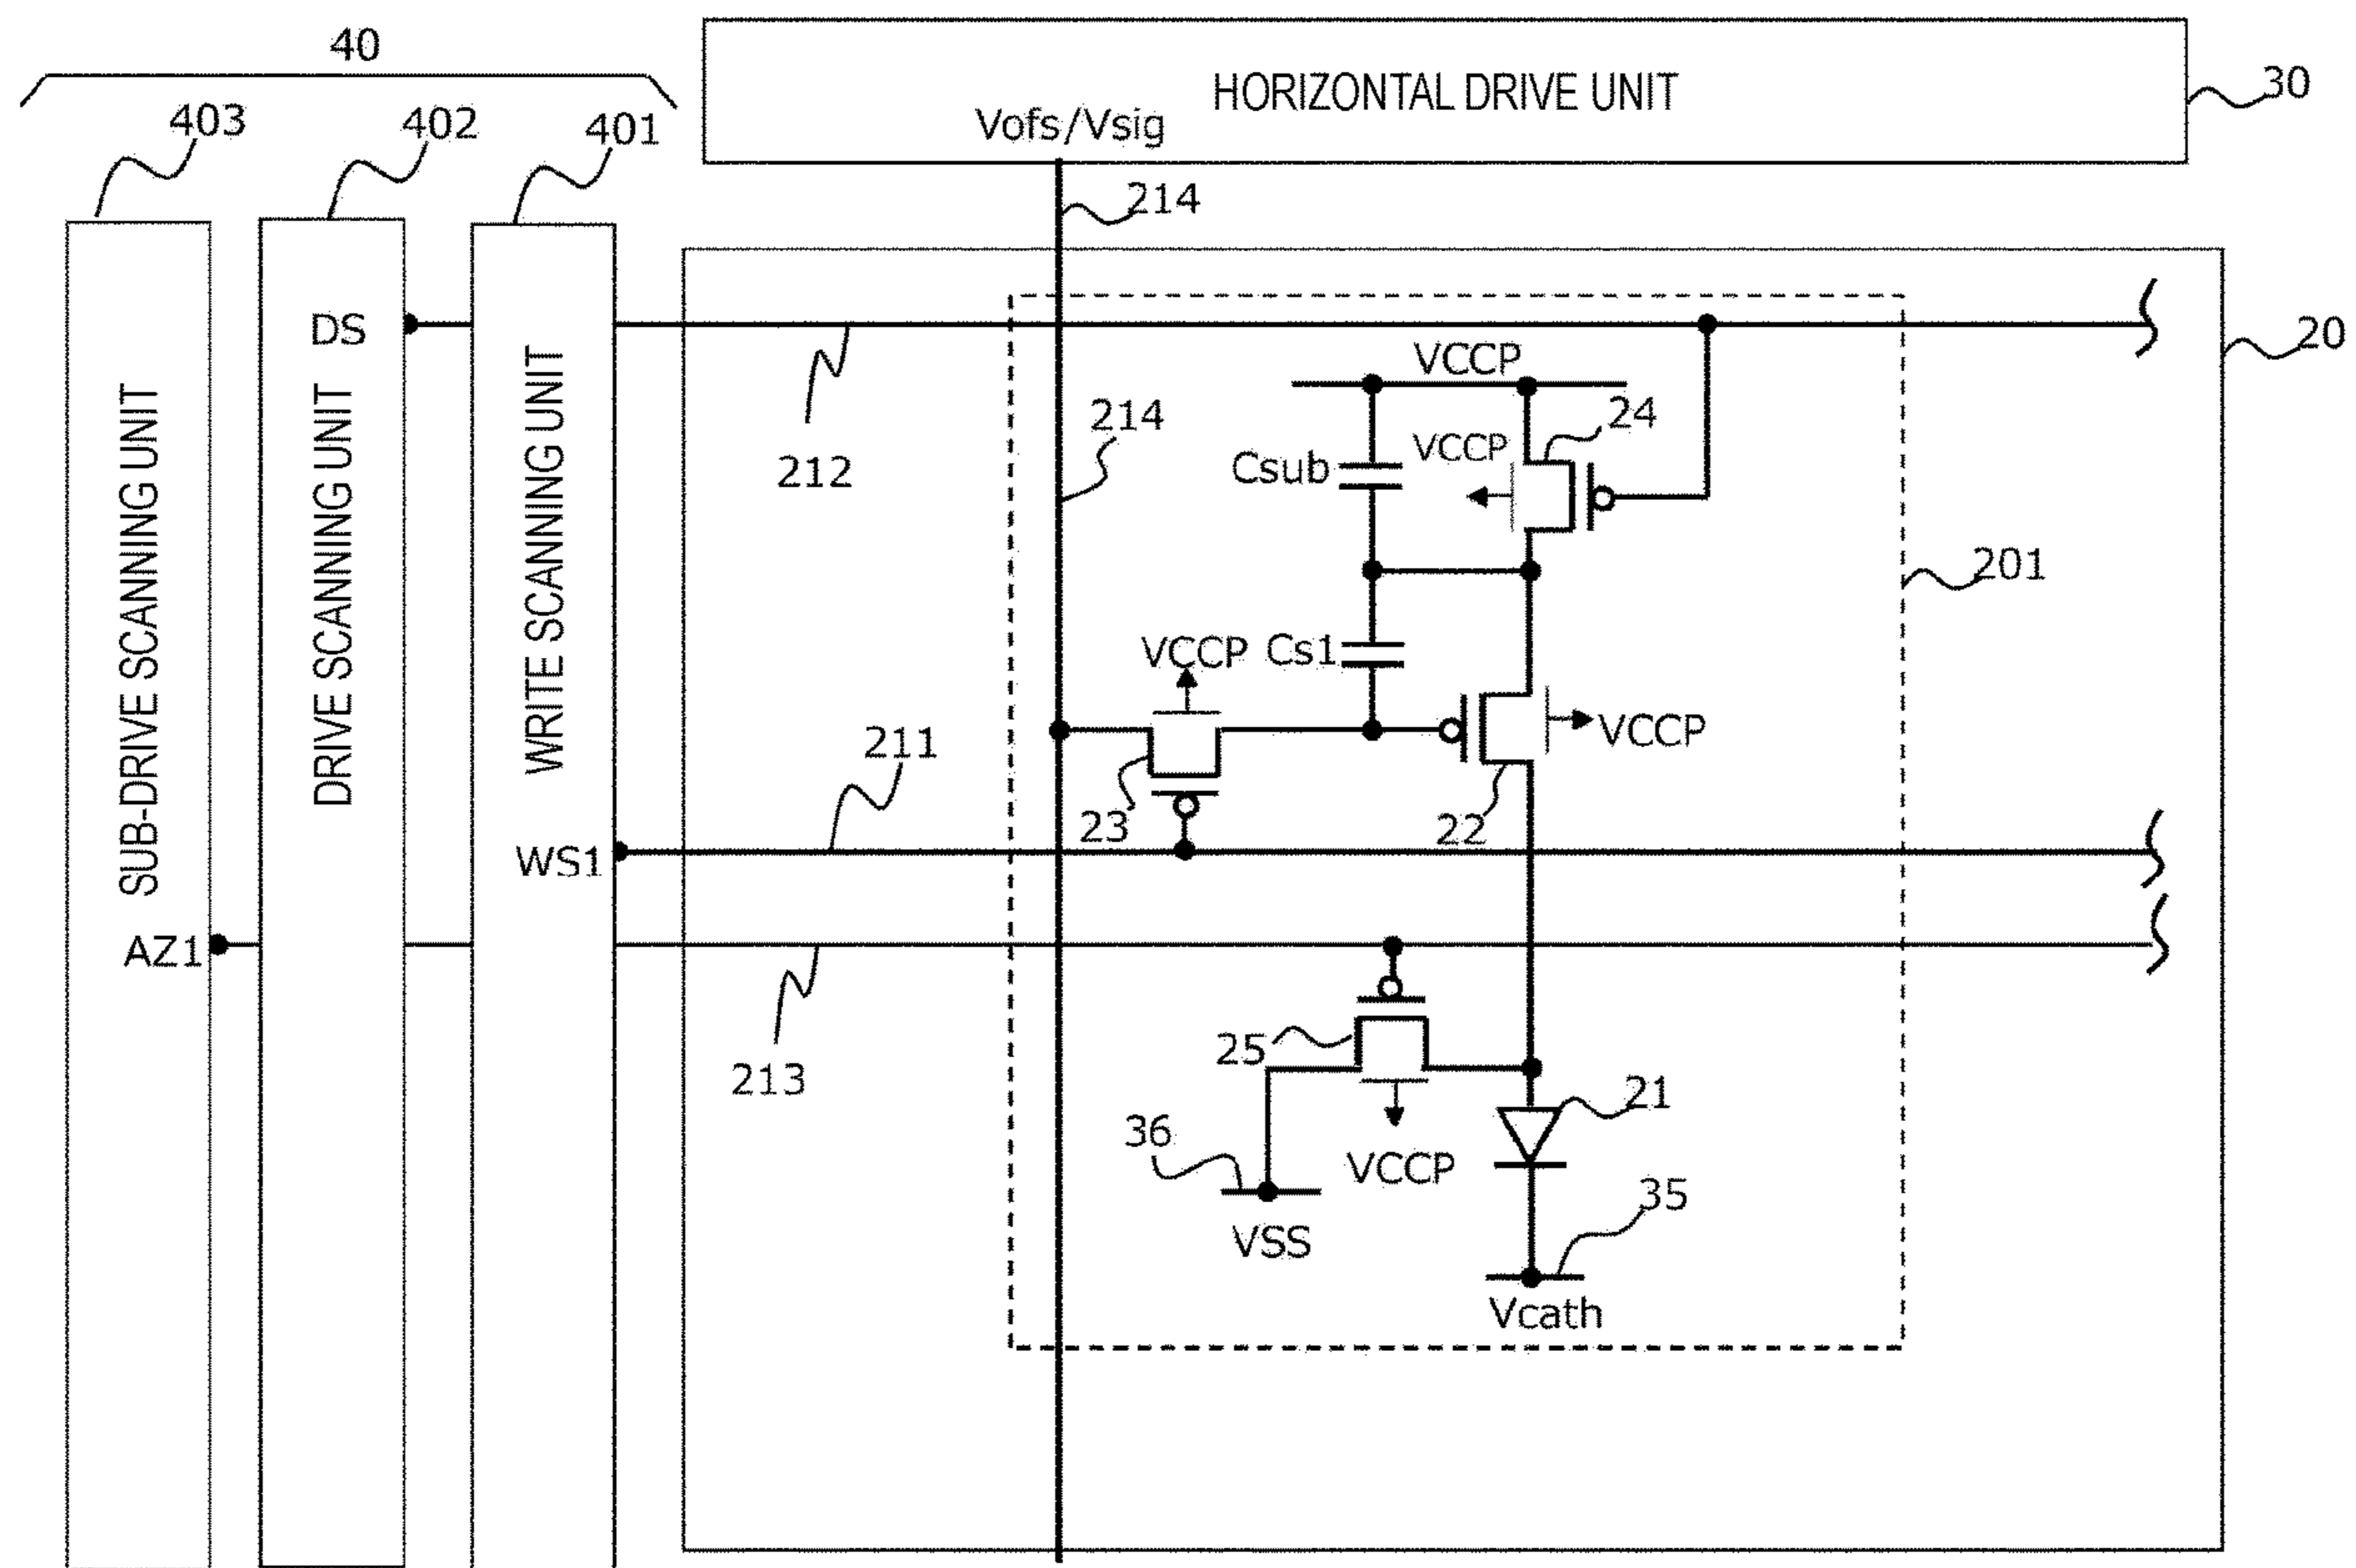 40
HORIZONTAL DRIVE UNIT
30
403
402
401
Vofs/Vsig
214
DS
20
VCCP
214
24
VCCP
Csub
212
SUB-DRIVE SCANNING UNIT
DRIVE SCANNING UNIT
WRITE SCANNING UNIT
201
VCCP
Cs1
211
VCCP
23
22
WS1
AZ1
25
213
21
36
VCCP
35
VSS
Vcath